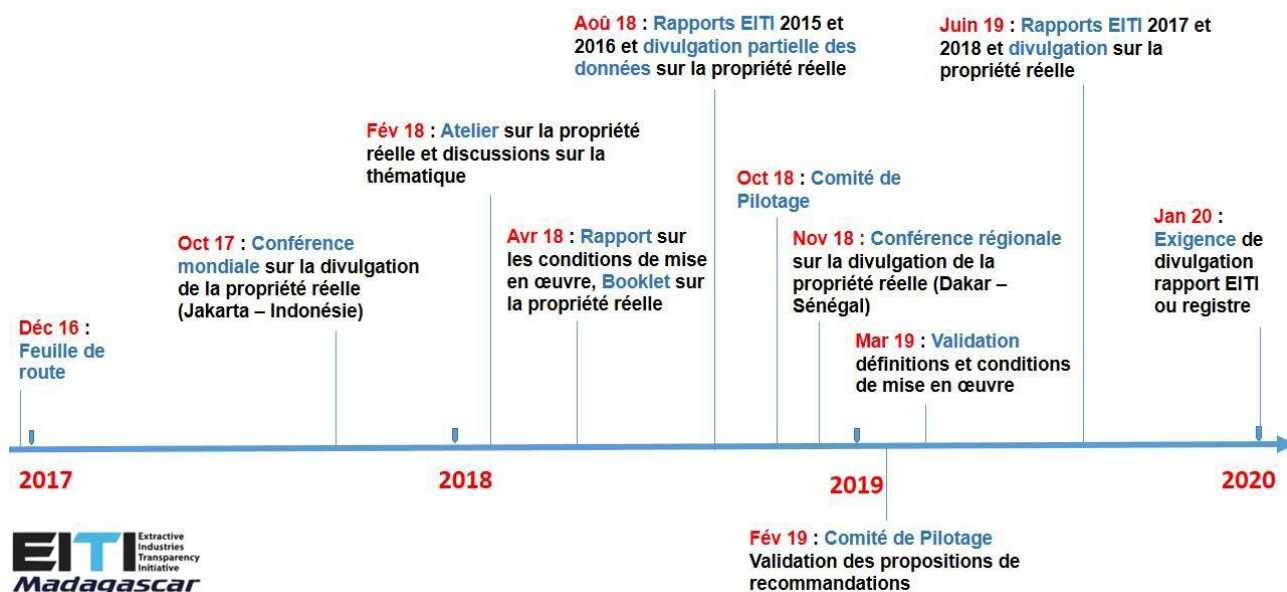 Déc 16 :
Feuille de
route
Oct 17 : Conférence
mondiale sur la divulgation
de la propriété réelle
(Jakarta – Indonésie)
Fév 18 : Atelier sur la propriété
réelle et discussions sur la
thématique
Avr 18 : Rapport sur
les conditions de mise
en œuvre, Booklet sur
la propriété réelle
Aoû 18 : Rapports EITI 2015 et
2016 et divulgation partielle des
données sur la propriété réelle
Oct 18 : Comité de
Pilotage
Nov 18 : Conférence régionale
sur la divulgation de la
propriété réelle (Dakar –
Sénégal)
Mar 19 : Validation
définitions et conditions
de mise en œuvre
Juin 19 : Rapports EITI 2017 et
2018 et divulgation sur la
propriété réelle
Jan 20 :
Exigence de
divulgation
rapport EITI
ou registre
2017
2018
2019
2020
Fév 19 : Comité de Pilotage
Validation des propositions de
recommandations
EITI
Extractive
Industries
Transparency
Initiative
Madagascar